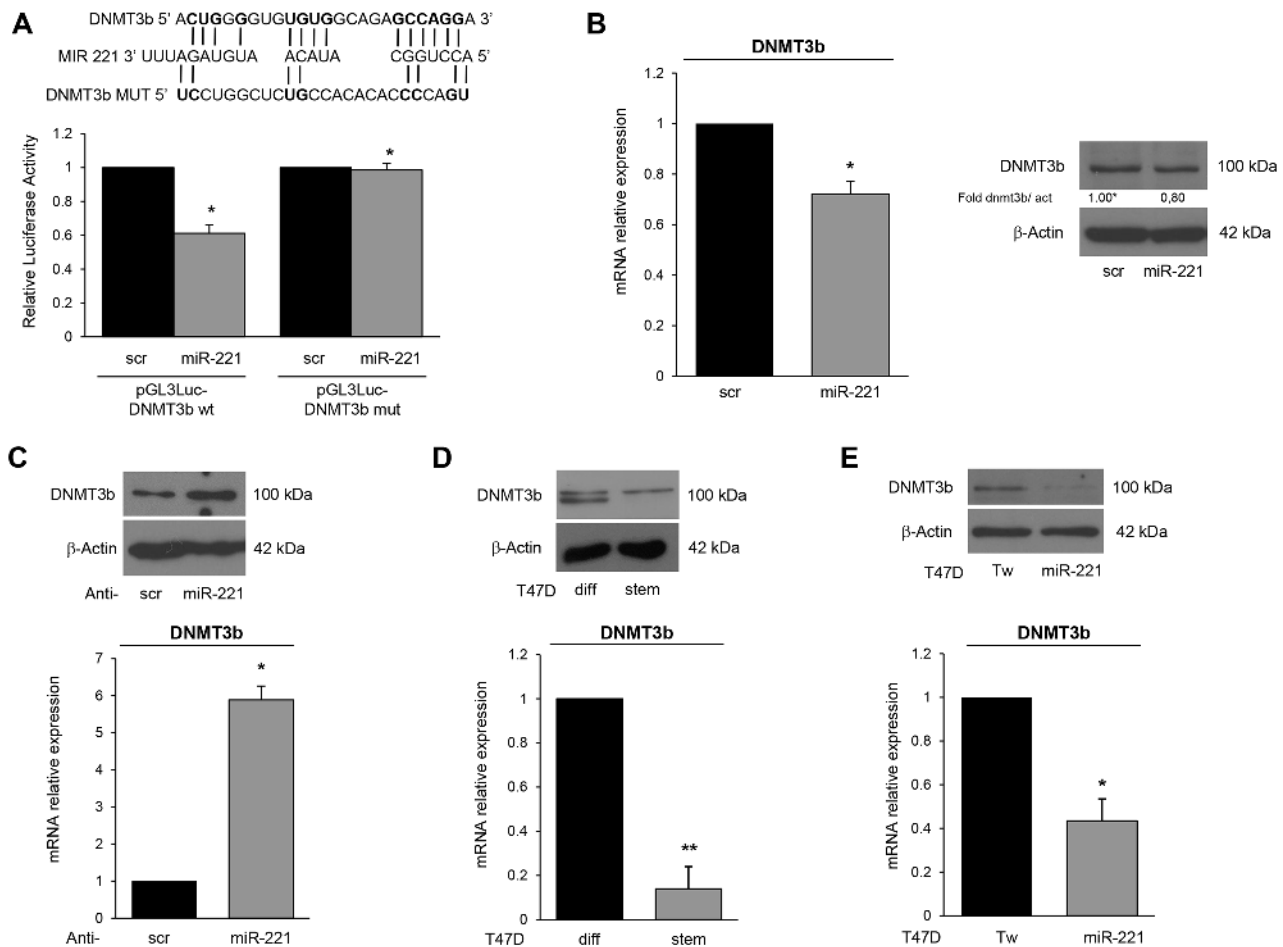 A
DNMT3b 5' ACUGGGGUGUGUGUGGCAGAGCCAGGA 3'
MIR 221 3' UUUAGAUGUA ACAUA CGGUCCA 5'
DNMT3b MUT 5' UCCUGGCUCUGCCACACACCCCAGU
Relative Luciferase Activity
1.2
1
0.8
0.6
0.4
0.2
0
*
*
scr miR-221 scr miR-221
pGL3Luc-
DNMT3b wt
pGL3Luc-
DNMT3b mut
B
DNMT3b
mRNA relative expression
1.2
1
0.8
0.6
0.4
0.2
0
*
scr miR-221
DNMT3b 100 kDa
Fold dnmt3b/ act 1.00* 0,80
β-Actin 42 kDa
scr miR-221
C
DNMT3b 100 kDa
β-Actin 42 kDa
Anti- scr miR-221
DNMT3b
mRNA relative expression
7
6
5
4
3
2
1
0
*
Anti- scr miR-221
D
DNMT3b 100 kDa
β-Actin 42 kDa
T47D diff stem
DNMT3b
mRNA relative expression
1.2
1
0.8
0.6
0.4
0.2
0
**
T47D diff stem
E
DNMT3b 100 kDa
β-Actin 42 kDa
T47D Tw miR-221
DNMT3b
mRNA relative expression
1.2
1
0.8
0.6
0.4
0.2
0
*
T47D Tw miR-221